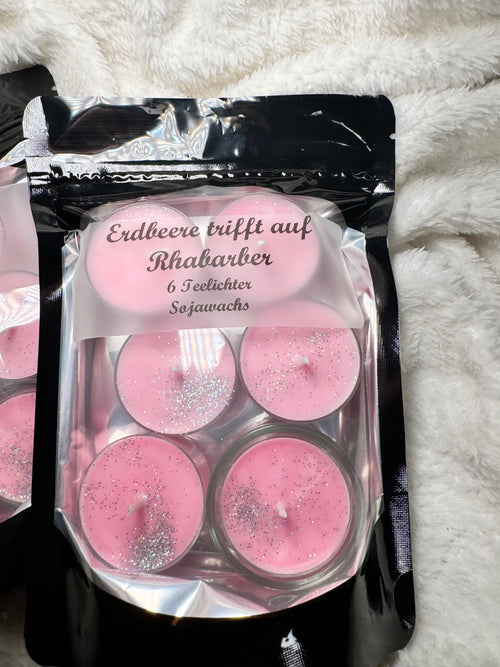 Erdbeere trifft auf
Rhabarber
6 Teelichter
Sojawachs